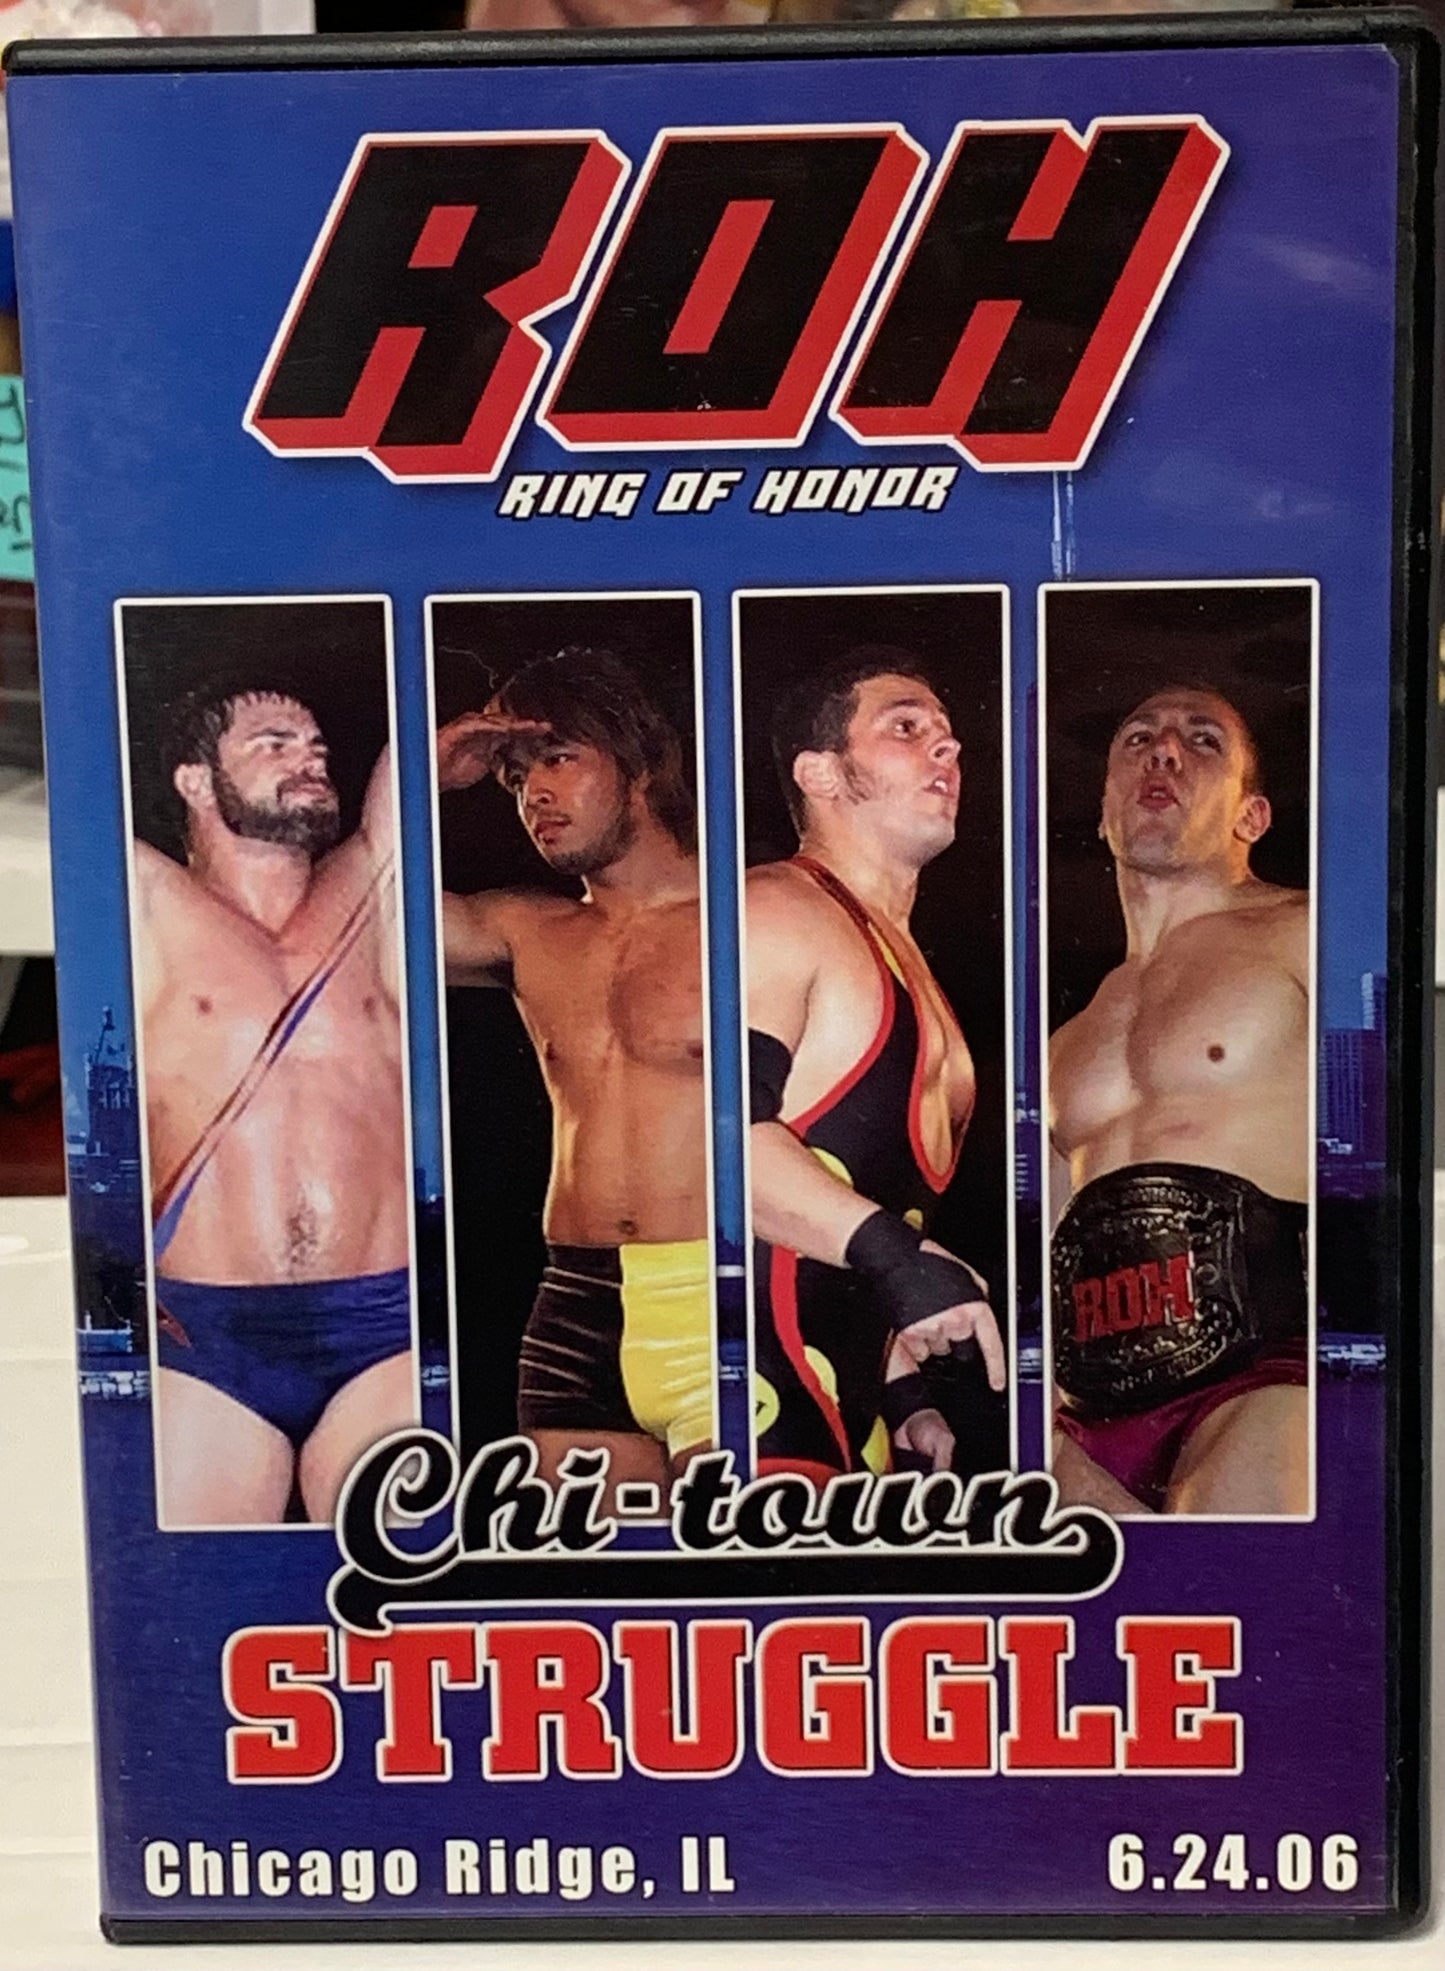 ROH
RING OF HONOR
ROH
Chi-town
STRUGGLE
Chicago Ridge, IL
6.24.06